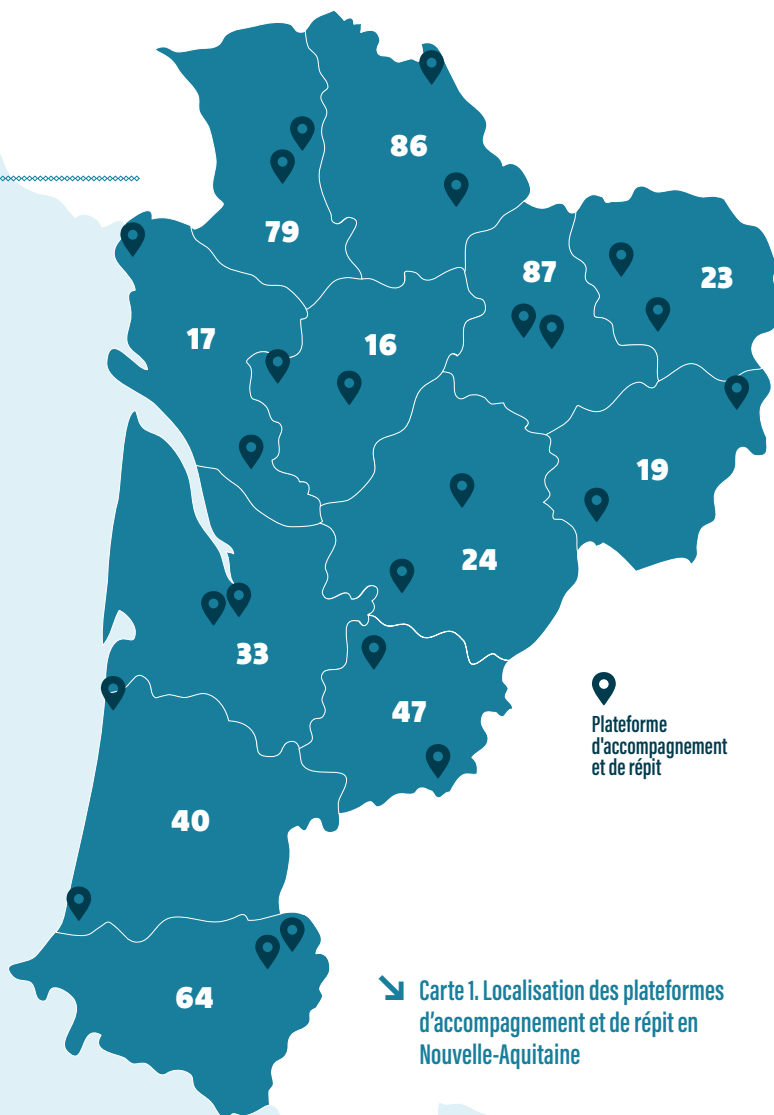 86
79
87
23
17
16
19
24
33
47
Plateforme
d'accompagnement
et de répit
40
64
Carte 1. Localisation des plateformes
d'accompagnement et de répit en
Nouvelle-Aquitaine